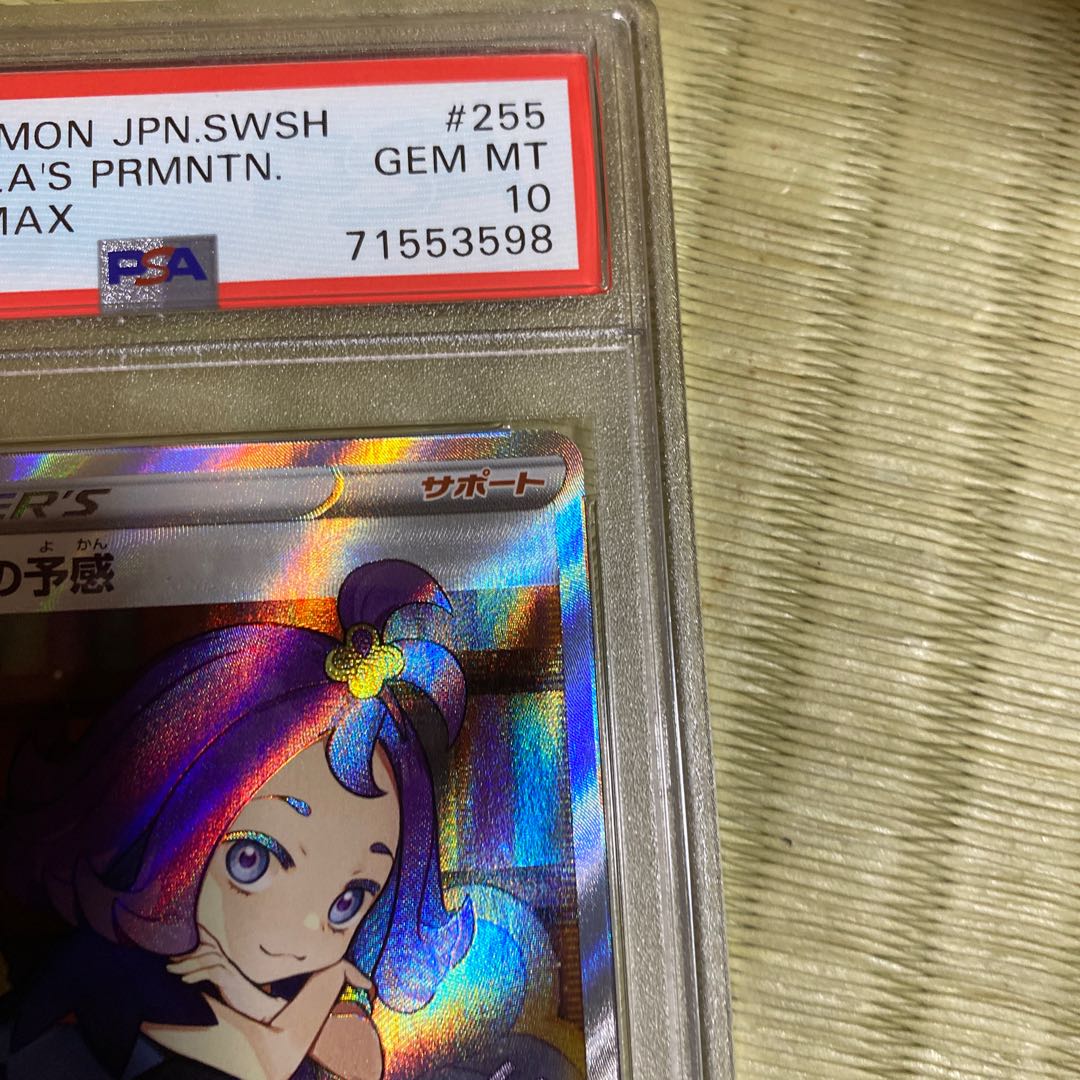 MON JPN.SWSH #255
LA'S PRMNTN. GEM MT
MAX 10
71553598
PSA
ER'S サポート
よ かん
の予感